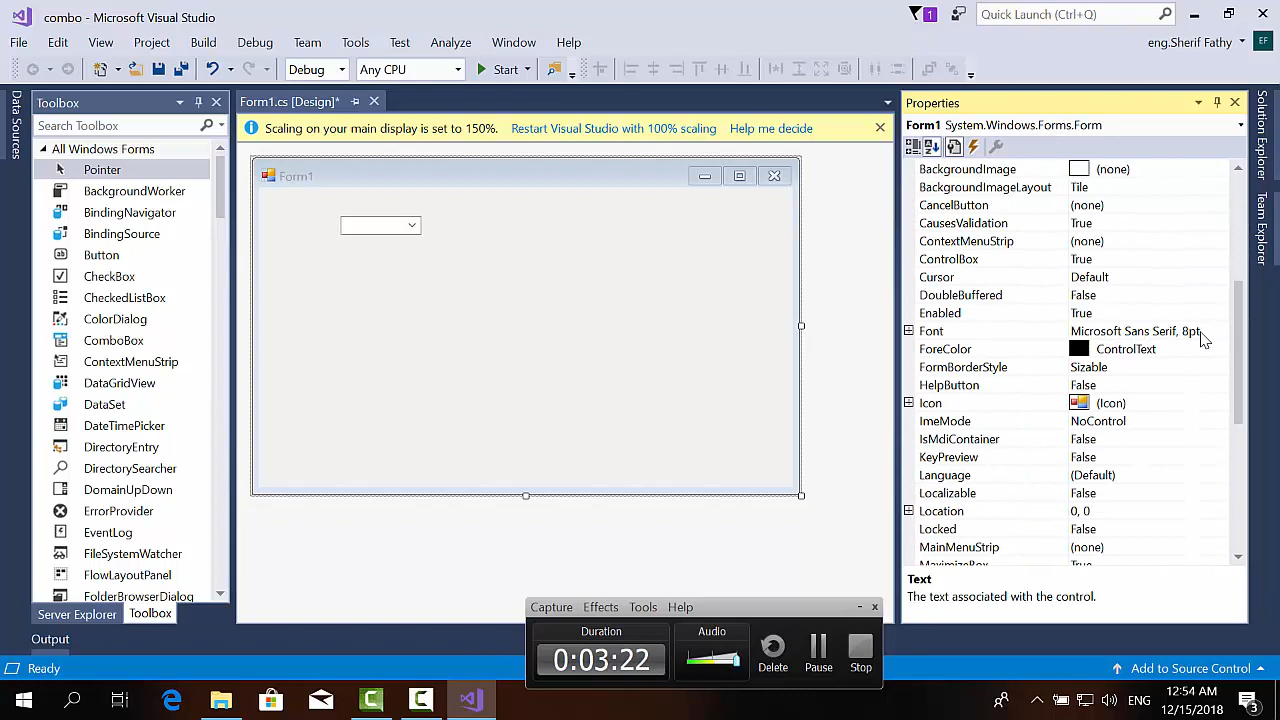 combo - Microsoft Visual Studio
1
Quick Launch (Ctrl+Q)
File Edit View Project Build Debug Team Tools Test Analyze Window Help
eng.Sherif Fathy
EF
Debug
Any CPU
Start
Data Sources
Toolbox
Search Toolbox
All Windows Forms
Pointer
BackgroundWorker
BindingNavigator
BindingSource
Button
CheckBox
CheckedListBox
ColorDialog
ComboBox
ContextMenuStrip
DataGridView
DataSet
DateTimePicker
DirectoryEntry
DirectorySearcher
DomainUpDown
ErrorProvider
EventLog
FileSystemWatcher
FlowLayoutPanel
FolderBrowserDialog
Server Explorer
Toolbox
Form1.cs [Design]*
Scaling on your main display is set to 150%. Restart Visual Studio with 100% scaling Help me decide
Form1
Properties
Form1 System.Windows.Forms.Form
BackgroundImage (none)
BackgroundImageLayout Tile
CancelButton (none)
CausesValidation True
ContextMenuStrip (none)
ControlBox True
Cursor Default
DoubleBuffered False
Enabled True
Font Microsoft Sans Serif, 8pt
ForeColor ControlText
FormBorderStyle Sizable
HelpButton False
Icon (Icon)
ImeMode NoControl
IsMdiContainer False
KeyPreview False
Language (Default)
Localizable False
Location 0, 0
Locked False
MainMenuStrip (none)
MaximizeBox True
Text
The text associated with the control.
Solution Explorer
Team Explorer
Capture Effects Tools Help
Duration
0:03:22
Audio
Delete
Pause
Stop
Output
Ready
Add to Source Control
ENG
12:54 AM
12/15/2018
3